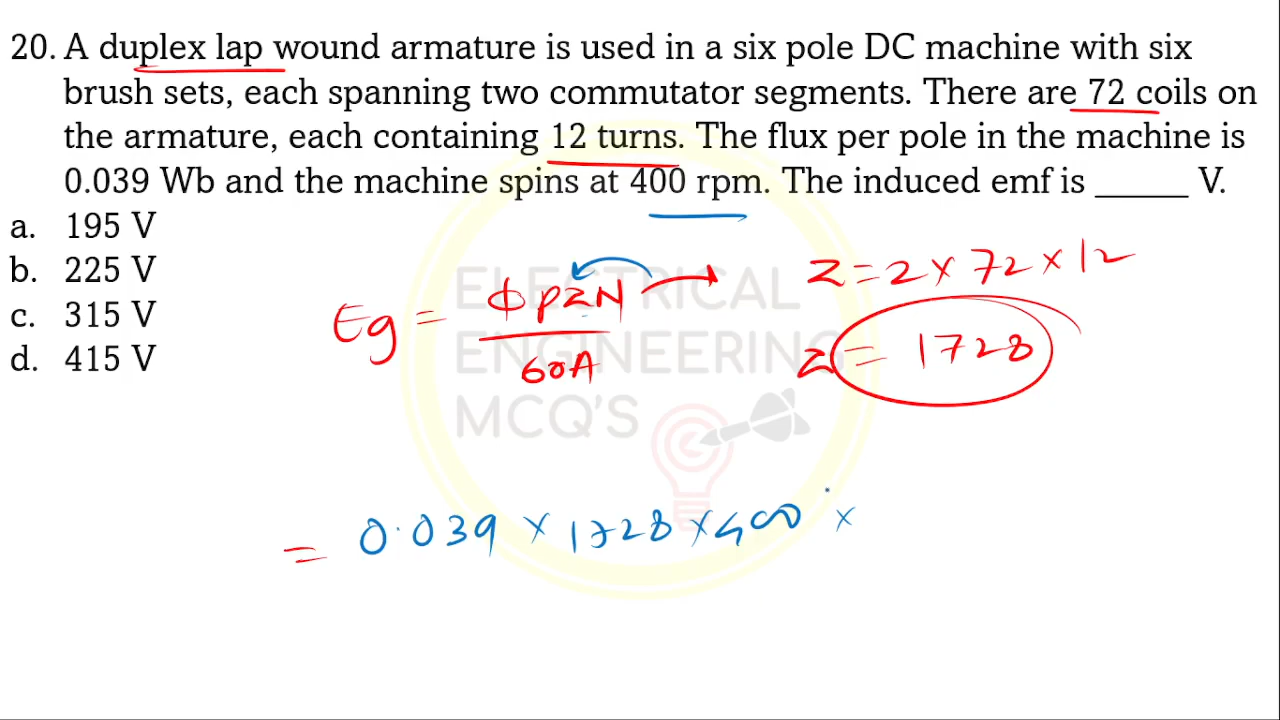 20. A duplex lap wound armature is used in a six pole DC machine with six
brush sets, each spanning two commutator segments. There are 72 coils on
the armature, each containing 12 turns. The flux per pole in the machine is
0.039 Wb and the machine spins at 400 rpm. The induced emf is _____ V.
a. 195 V
b. 225 V
c. 315 V
d. 415 V
Eg = ΦPZN / 60A
Z = 2 × 72 × 12
Z = 1728
ELECTRICAL
ENGINEERING
MCQ'S
= 0.039 × 1728 × 400 ×